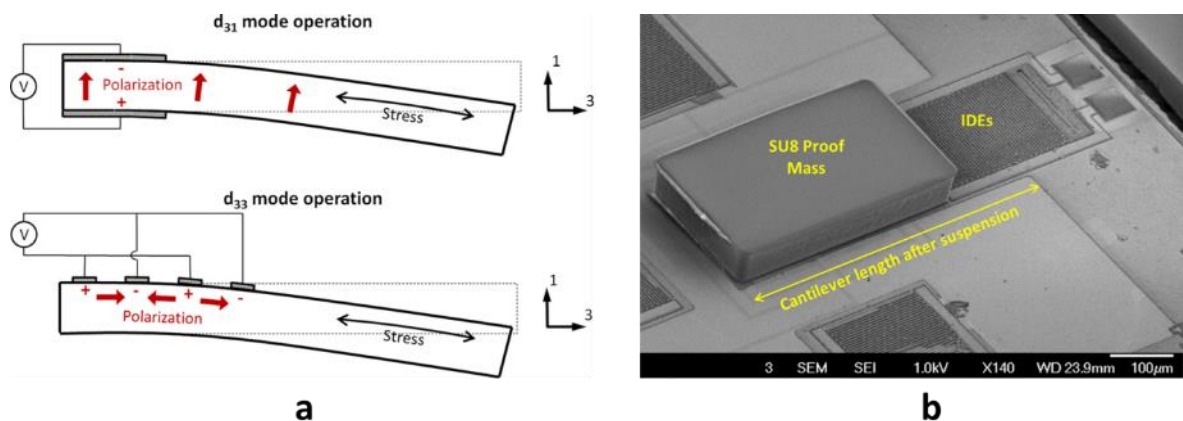 d31 mode operation
V
-
Polarization
+
Stress
1
3
d33 mode operation
V
+ - + -
Polarization
Stress
1
3
a
SU8 Proof
Mass
IDEs
Cantilever length after suspension
3 SEM SEI 1.0kV X140 WD 23.9mm 100μm
b